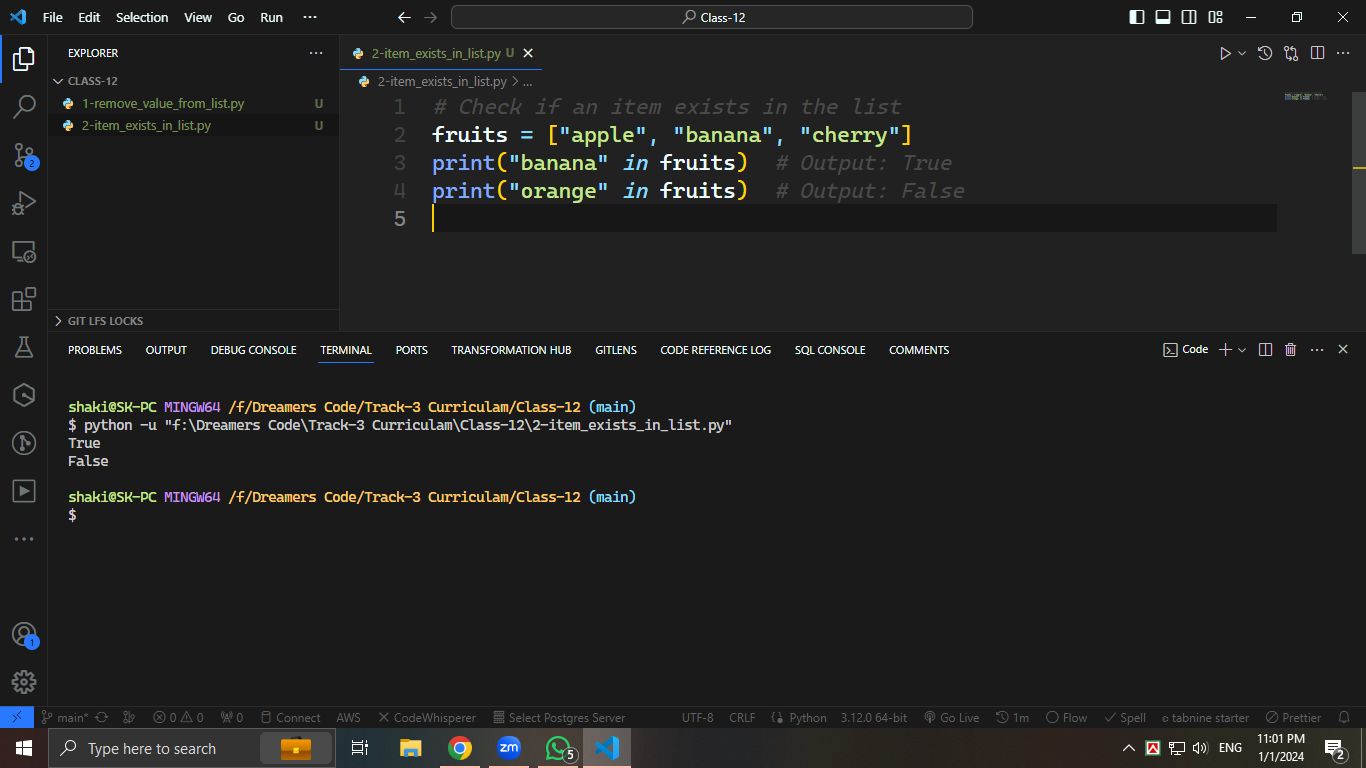 File Edit Selection View Go Run ··· Class-12
EXPLORER ···
CLASS-12
1-remove_value_from_list.py U
2-item_exists_in_list.py U
GIT LFS LOCKS
2-item_exists_in_list.py U
2-item_exists_in_list.py > ...
1 # Check if an item exists in the list
2 fruits = ["apple", "banana", "cherry"]
3 print("banana" in fruits)  # Output: True
4 print("orange" in fruits)  # Output: False
5
2
PROBLEMS OUTPUT DEBUG CONSOLE TERMINAL PORTS TRANSFORMATION HUB GITLENS CODE REFERENCE LOG SQL CONSOLE COMMENTS Code
shaki@SK-PC MINGW64 /f/Dreamers Code/Track-3 Curriculam/Class-12 (main)
$ python -u "f:\Dreamers Code\Track-3 Curriculam\Class-12\2-item_exists_in_list.py"
True
False
shaki@SK-PC MINGW64 /f/Dreamers Code/Track-3 Curriculam/Class-12 (main)
$
1
main* 0 0 0 Connect AWS CodeWhisperer Select Postgres Server UTF-8 CRLF Python 3.12.0 64-bit Go Live 1m Flow Spell tabnine starter Prettier
Type here to search zm 5 ENG 11:01 PM
1/1/2024 2